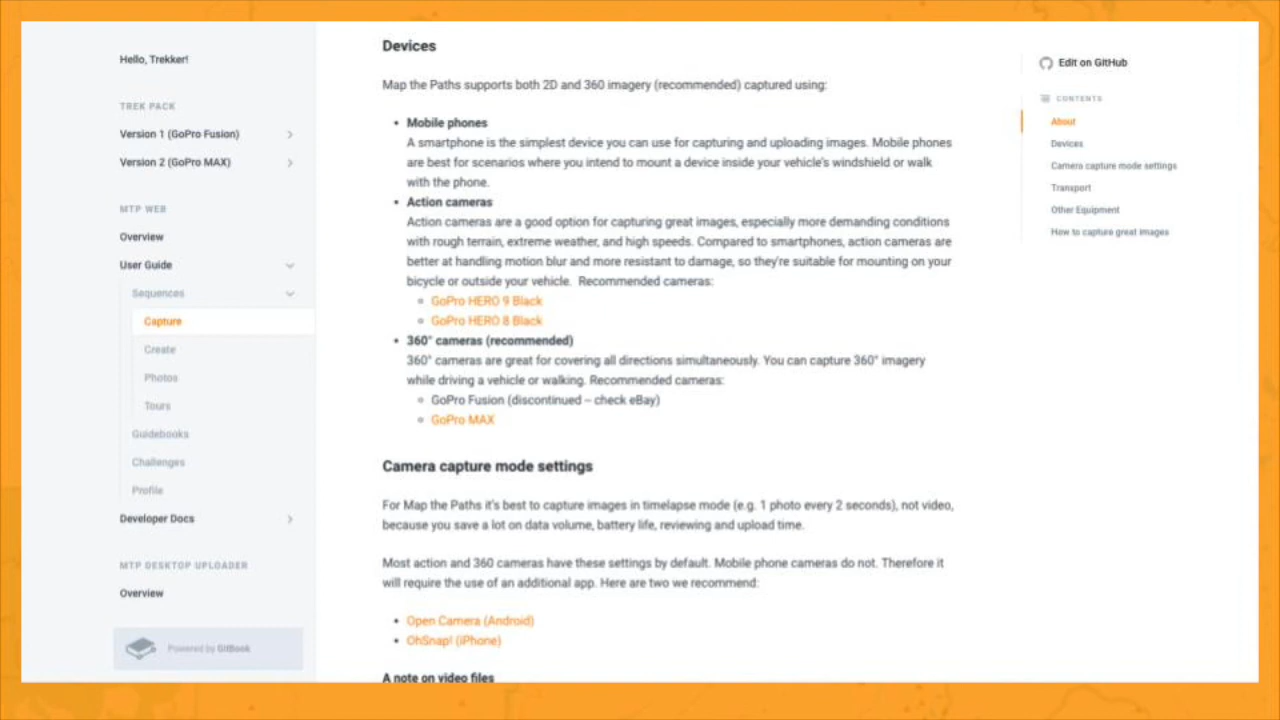 Hello, Trekker!
TREK PACK
Version 1 (GoPro Fusion)
Version 2 (GoPro MAX)
MTP WEB
Overview
User Guide
Sequences
Capture
Create
Photos
Tours
Guidebooks
Challenges
Profile
Developer Docs
MTP DESKTOP UPLOADER
Overview
Powered by GitBook
Devices
Map the Paths supports both 2D and 360 imagery (recommended) captured using:
• Mobile phones
A smartphone is the simplest device you can use for capturing and uploading images. Mobile phones
are best for scenarios where you intend to mount a device inside your vehicle's windshield or walk
with the phone.
• Action cameras
Action cameras are a good option for capturing great images, especially more demanding conditions
with rough terrain, extreme weather, and high speeds. Compared to smartphones, action cameras are
better at handling motion blur and more resistant to damage, so they're suitable for mounting on your
bicycle or outside your vehicle. Recommended cameras:
GoPro HERO 9 Black
GoPro HERO 8 Black
• 360° cameras (recommended)
360° cameras are great for covering all directions simultaneously. You can capture 360° imagery
while driving a vehicle or walking. Recommended cameras:
GoPro Fusion (discontinued – check eBay)
GoPro MAX
Camera capture mode settings
For Map the Paths it's best to capture images in timelapse mode (e.g. 1 photo every 2 seconds), not video,
because you save a lot on data volume, battery life, reviewing and upload time.
Most action and 360 cameras have these settings by default. Mobile phone cameras do not. Therefore it
will require the use of an additional app. Here are two we recommend:
• Open Camera (Android)
• OhSnap! (iPhone)
A note on video files
Edit on GitHub
CONTENTS
About
Devices
Camera capture mode settings
Transport
Other Equipment
How to capture great images